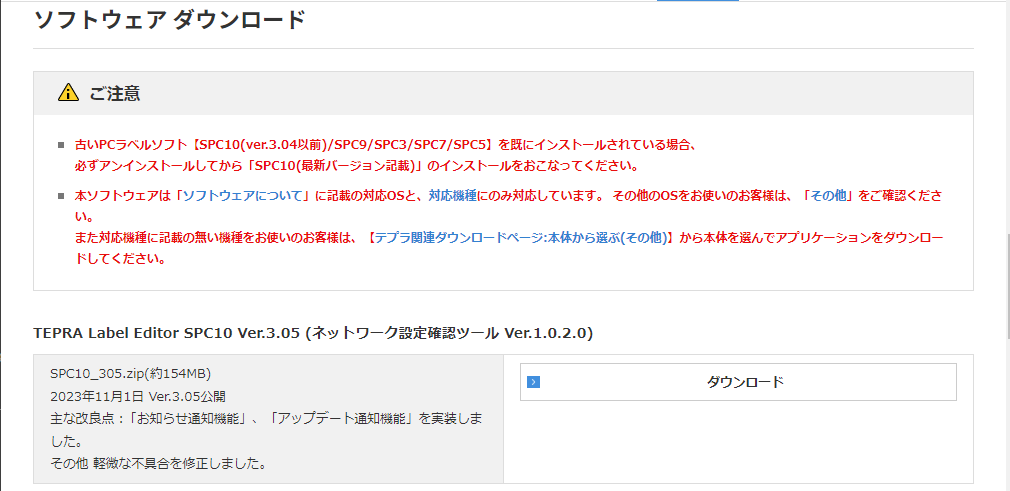 ソフトウェア ダウンロード
ご注意
古いPCラベルソフト【SPC10(ver.3.04以前)/SPC9/SPC3/SPC7/SPC5】を既にインストールされている場合、
必ずアンインストールしてから「SPC10(最新バージョン記載)」のインストールをおこなってください。
本ソフトウェアは「ソフトウェアについて」に記載の対応OSと、対応機種にのみ対応しています。 その他のOSをお使いのお客様は、「その他」をご確認くださ
い。
また対応機種に記載の無い機種をお使いのお客様は、【テプラ関連ダウンロードページ:本体から選ぶ(その他)】から本体を選んでアプリケーションをダウンロー
ドしてください。
TEPRA Label Editor SPC10 Ver.3.05 (ネットワーク設定確認ツール Ver.1.0.2.0)
SPC10_305.zip(約154MB)
2023年11月1日 Ver.3.05公開
主な改良点：「お知らせ通知機能」、「アップデート通知機能」を実装しま
した。
その他 軽微な不具合を修正しました。
ダウンロード